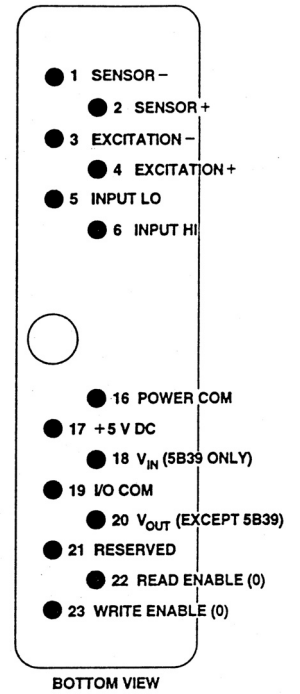 1 SENSOR –
2 SENSOR +
3 EXCITATION –
4 EXCITATION +
5 INPUT LO
6 INPUT HI
16 POWER COM
17 +5 V DC
18 VIN (5B39 ONLY)
19 I/O COM
20 VOUT (EXCEPT 5B39)
21 RESERVED
22 READ ENABLE (0)
23 WRITE ENABLE (0)
BOTTOM VIEW